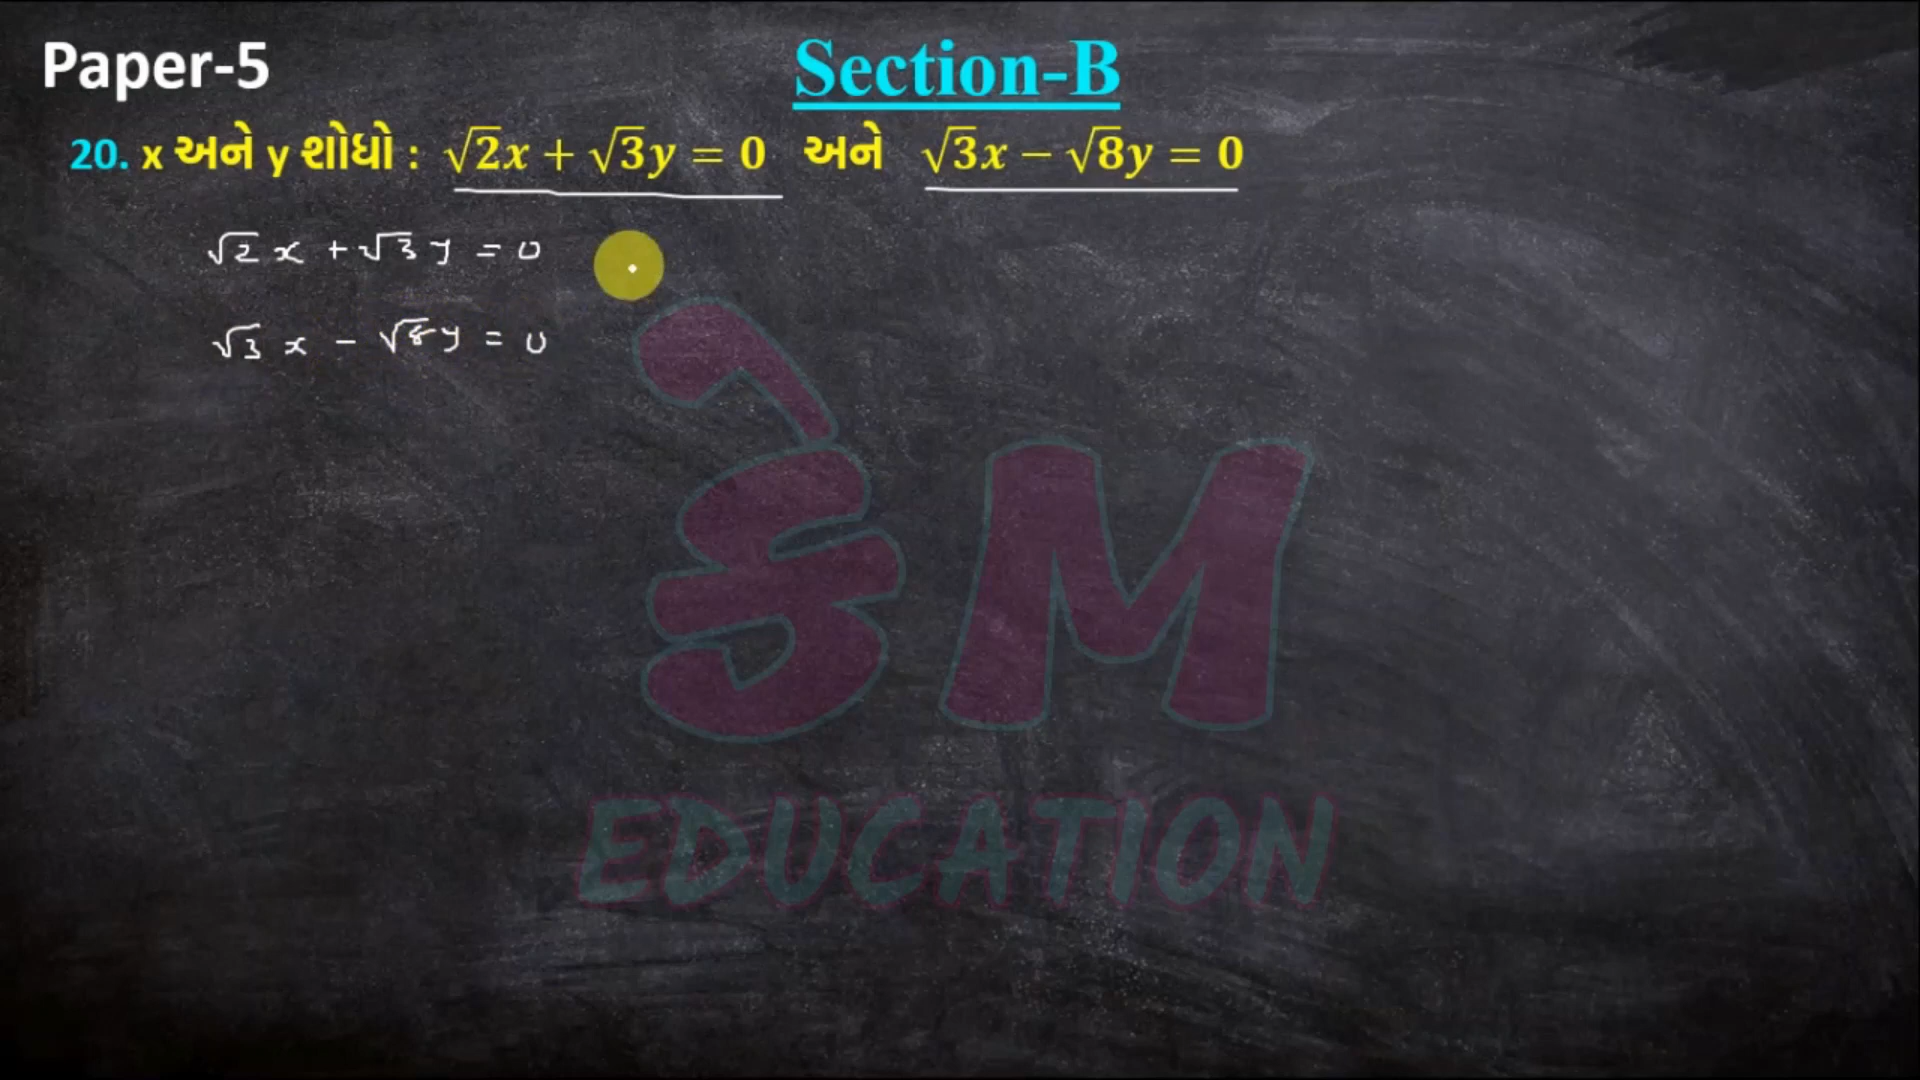 Paper-5
Section-B
20. x અને y શોધો : √2x + √3y = 0 અને √3x − √8y = 0
√2 x + √3 y = 0
√3 x − √8 y = 0
કેM
EDUCATION